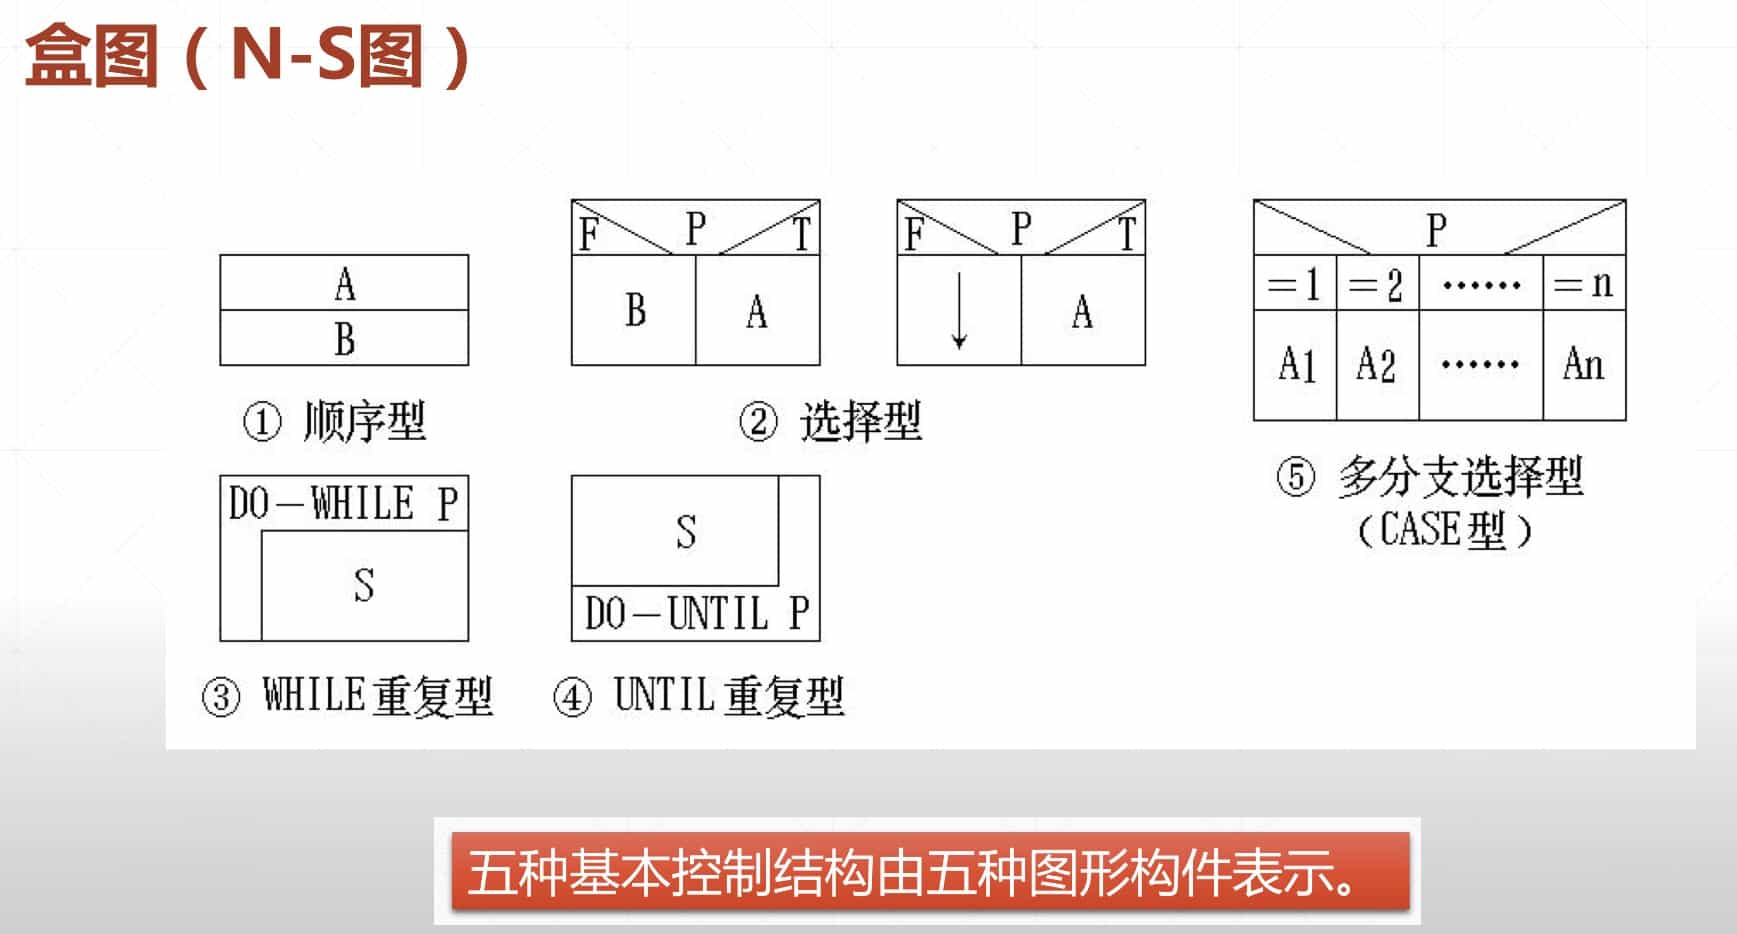 盒图（N-S图）
A
B
① 顺序型
F P T
B A
F P T
A
② 选择型
P
=1 =2 …… =n
A1 A2 …… An
⑤ 多分支选择型
（CASE型）
DO－WHILE P
S
③ WHILE重复型
S
DO－UNTIL P
④ UNTIL重复型
五种基本控制结构由五种图形构件表示。